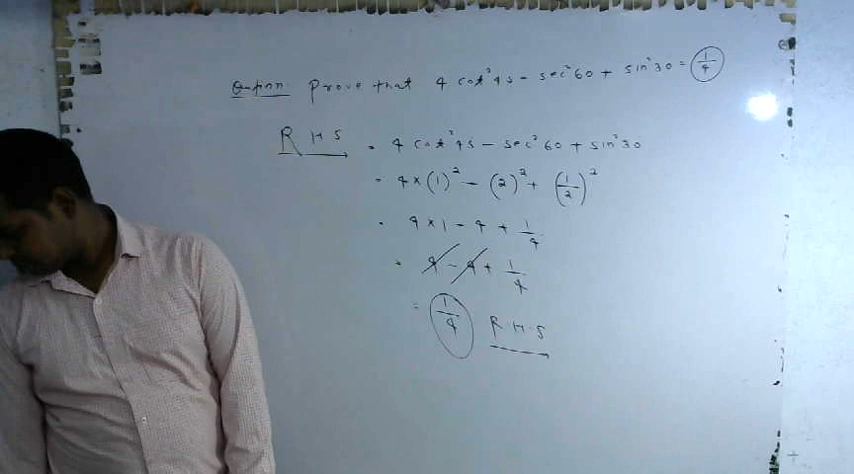 Question Prove that 4 cot²45 - sec²60 + sin²30 = 1/4
RHS = 4 cot²45 - sec²60 + sin²30
= 4×(1)² - (2)² + (1/2)²
= 4×1 - 4 + 1/4
= 4 - 4 + 1/4
= 1/4 R.H.S